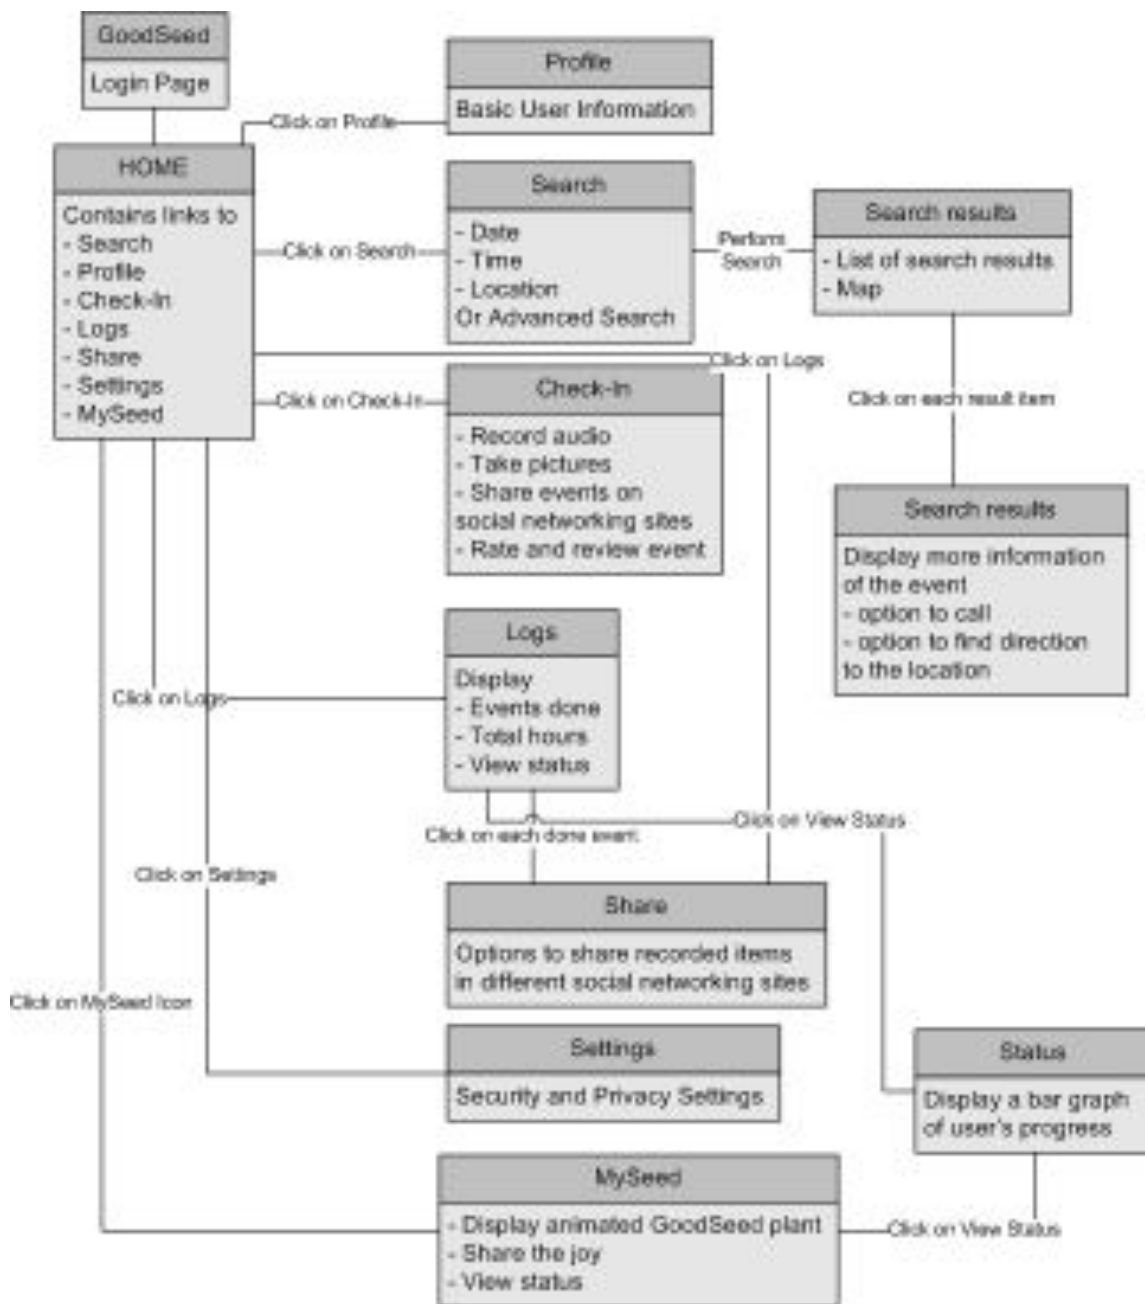 GoodSeed
Login Page
Profile
Basic User Information
Click on Profile
HOME
Contains links to
- Search
- Profile
- Check-In
- Logs
- Share
- Settings
- MySeed
Click on Search
Search
- Date
- Time
- Location
Or Advanced Search
Perform
Search
Search results
- List of search results
- Map
Click on Logs
Click on Check-In
Check-In
- Record audio
- Take pictures
- Share events on
social networking sites
- Rate and review event
Click on each result item
Search results
Display more information
of the event
- option to call
- option to find direction
to the location
Click on Logs
Logs
Display
- Events done
- Total hours
- View status
Click on each done event
Click on View Status
Click on Settings
Share
Options to share recorded items
in different social networking sites
Click on MySeed Icon
Settings
Security and Privacy Settings
Status
Display a bar graph
of user's progress
MySeed
- Display animated GoodSeed plant
- Share the joy
- View status
Click on View Status